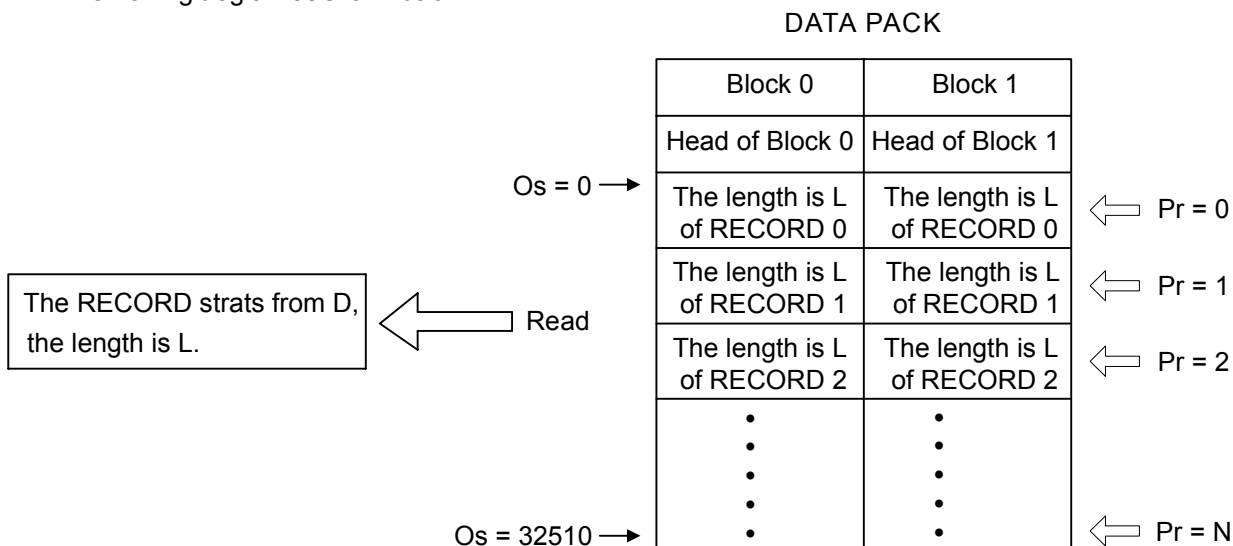 DATA PACK
Block 0 Block 1
Head of Block 0 Head of Block 1
Os = 0
The length is L The length is L
of RECORD 0 of RECORD 0
Pr = 0
The length is L The length is L
of RECORD 1 of RECORD 1
Pr = 1
The RECORD strats from D,
the length is L.
Read
The length is L The length is L
of RECORD 2 of RECORD 2
Pr = 2
Os = 32510
Pr = N